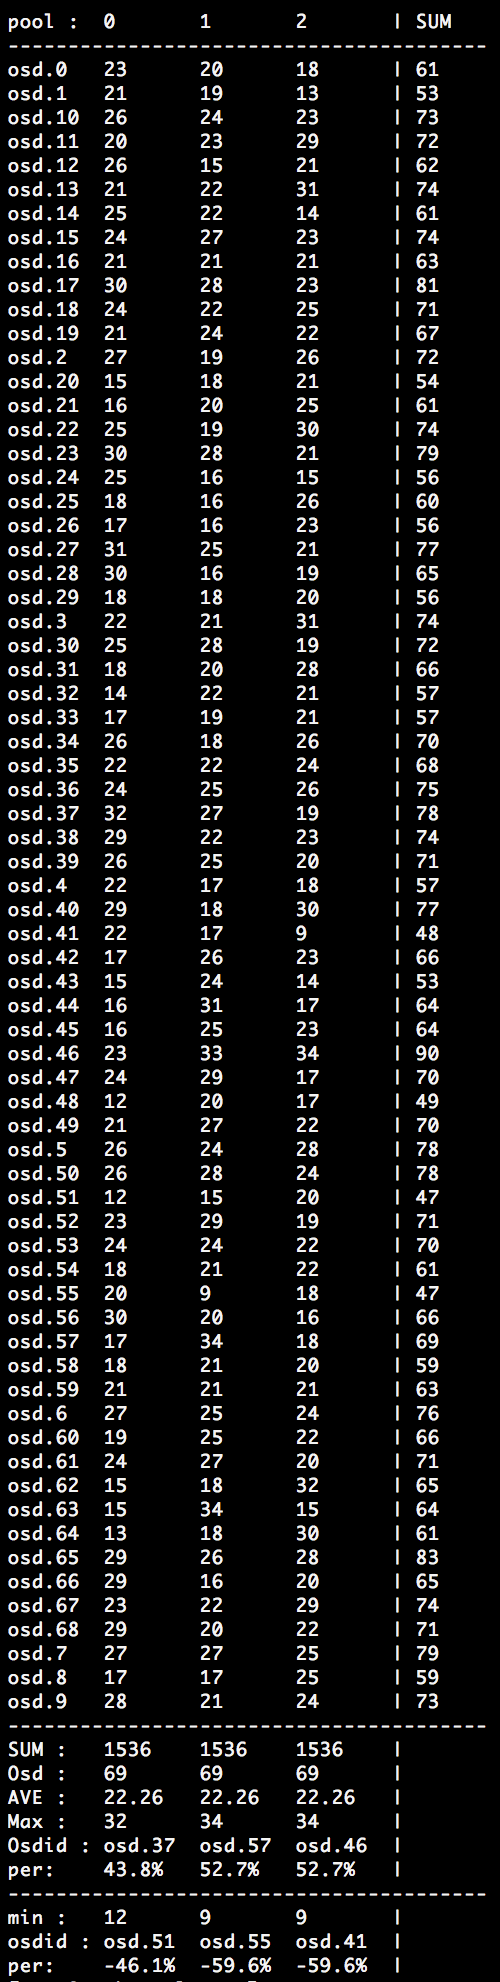 pool :  0       1       2       | SUM
----------------------------------------
osd.0   23      20      18      | 61
osd.1   21      19      13      | 53
osd.10  26      24      23      | 73
osd.11  20      23      29      | 72
osd.12  26      15      21      | 62
osd.13  21      22      31      | 74
osd.14  25      22      14      | 61
osd.15  24      27      23      | 74
osd.16  21      21      21      | 63
osd.17  30      28      23      | 81
osd.18  24      22      25      | 71
osd.19  21      24      22      | 67
osd.2   27      19      26      | 72
osd.20  15      18      21      | 54
osd.21  16      20      25      | 61
osd.22  25      19      30      | 74
osd.23  30      28      21      | 79
osd.24  25      16      15      | 56
osd.25  18      16      26      | 60
osd.26  17      16      23      | 56
osd.27  31      25      21      | 77
osd.28  30      16      19      | 65
osd.29  18      18      20      | 56
osd.3   22      21      31      | 74
osd.30  25      28      19      | 72
osd.31  18      20      28      | 66
osd.32  14      22      21      | 57
osd.33  17      19      21      | 57
osd.34  26      18      26      | 70
osd.35  22      22      24      | 68
osd.36  24      25      26      | 75
osd.37  32      27      19      | 78
osd.38  29      22      23      | 74
osd.39  26      25      20      | 71
osd.4   22      17      18      | 57
osd.40  29      18      30      | 77
osd.41  22      17      9       | 48
osd.42  17      26      23      | 66
osd.43  15      24      14      | 53
osd.44  16      31      17      | 64
osd.45  16      25      23      | 64
osd.46  23      33      34      | 90
osd.47  24      29      17      | 70
osd.48  12      20      17      | 49
osd.49  21      27      22      | 70
osd.5   26      24      28      | 78
osd.50  26      28      24      | 78
osd.51  12      15      20      | 47
osd.52  23      29      19      | 71
osd.53  24      24      22      | 70
osd.54  18      21      22      | 61
osd.55  20      9       18      | 47
osd.56  30      20      16      | 66
osd.57  17      34      18      | 69
osd.58  18      21      20      | 59
osd.59  21      21      21      | 63
osd.6   27      25      24      | 76
osd.60  19      25      22      | 66
osd.61  24      27      20      | 71
osd.62  15      18      32      | 65
osd.63  15      34      15      | 64
osd.64  13      18      30      | 61
osd.65  29      26      28      | 83
osd.66  29      16      20      | 65
osd.67  23      22      29      | 74
osd.68  29      20      22      | 71
osd.7   27      27      25      | 79
osd.8   17      17      25      | 59
osd.9   28      21      24      | 73
----------------------------------------
SUM :   1536    1536    1536    |
Osd :   69      69      69      |
AVE :   22.26   22.26   22.26   |
Max :   32      34      34      |
Osdid : osd.37  osd.57  osd.46  |
per:    43.8%   52.7%   52.7%   |
----------------------------------------
min :   12      9       9       |
osdid : osd.51  osd.55  osd.41  |
per:    -46.1%  -59.6%  -59.6%  |